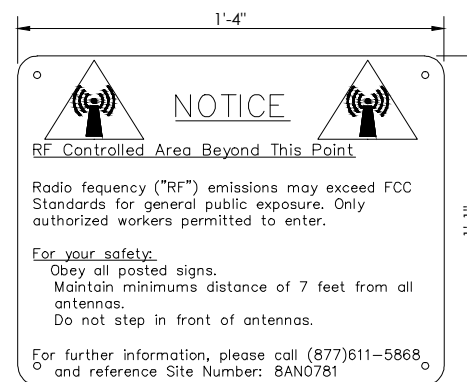 1'-4"
NOTICE
RF Controlled Area Beyond This Point
Radio fequency ("RF") emissions may exceed FCC
Standards for general public exposure. Only
authorized workers permitted to enter.
For your safety:
Obey all posted signs.
Maintain minimums distance of 7 feet from all
antennas.
Do not step in front of antennas.
For further information, please call (877)611-5868
and reference Site Number: 8AN0781